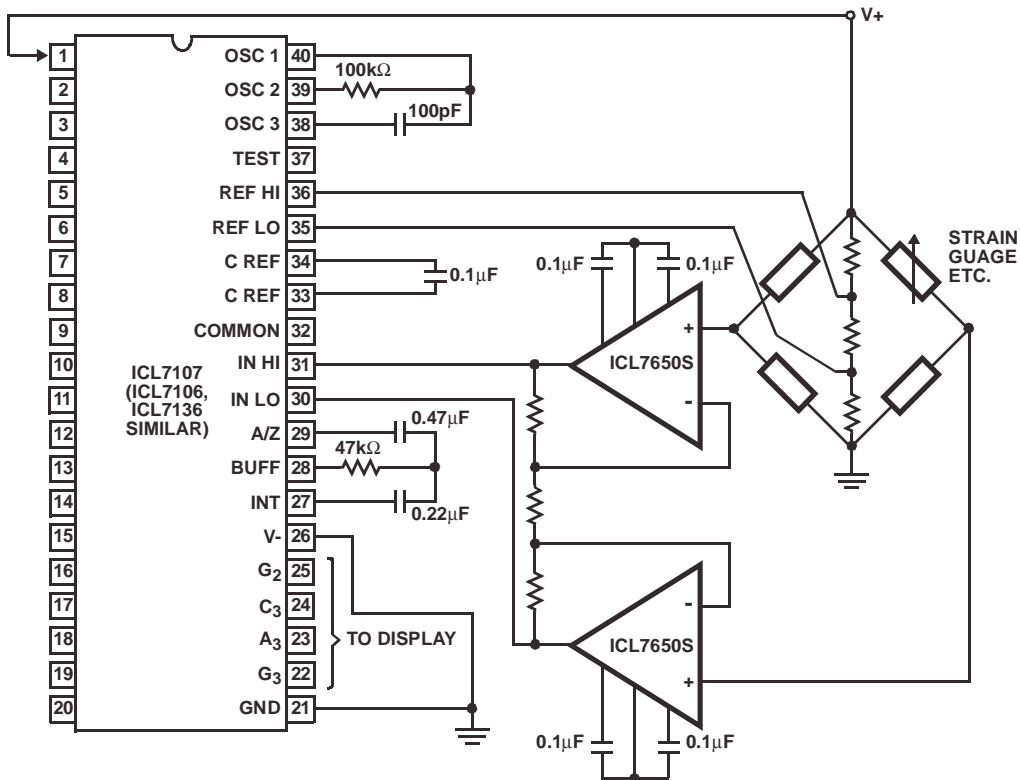 V+
1 OSC 1 40
100kΩ
2 OSC 2 39
100pF
3 OSC 3 38
4 TEST 37
5 REF HI 36
6 REF LO 35
STRAIN
GUAGE
ETC.
7 C REF 34
0.1μF
0.1μF 0.1μF
8 C REF 33
9 COMMON 32
+
10 IN HI 31
ICL7650S
ICL7107
(ICL7106,
ICL7136
SIMILAR)
11 IN LO 30
-
0.47μF
12 A/Z 29
47kΩ
13 BUFF 28
14 INT 27
0.22μF
15 V- 26
16 G2 25
17 C3 24
-
18 A3 23
TO DISPLAY
ICL7650S
19 G3 22
+
20 GND 21
0.1μF 0.1μF